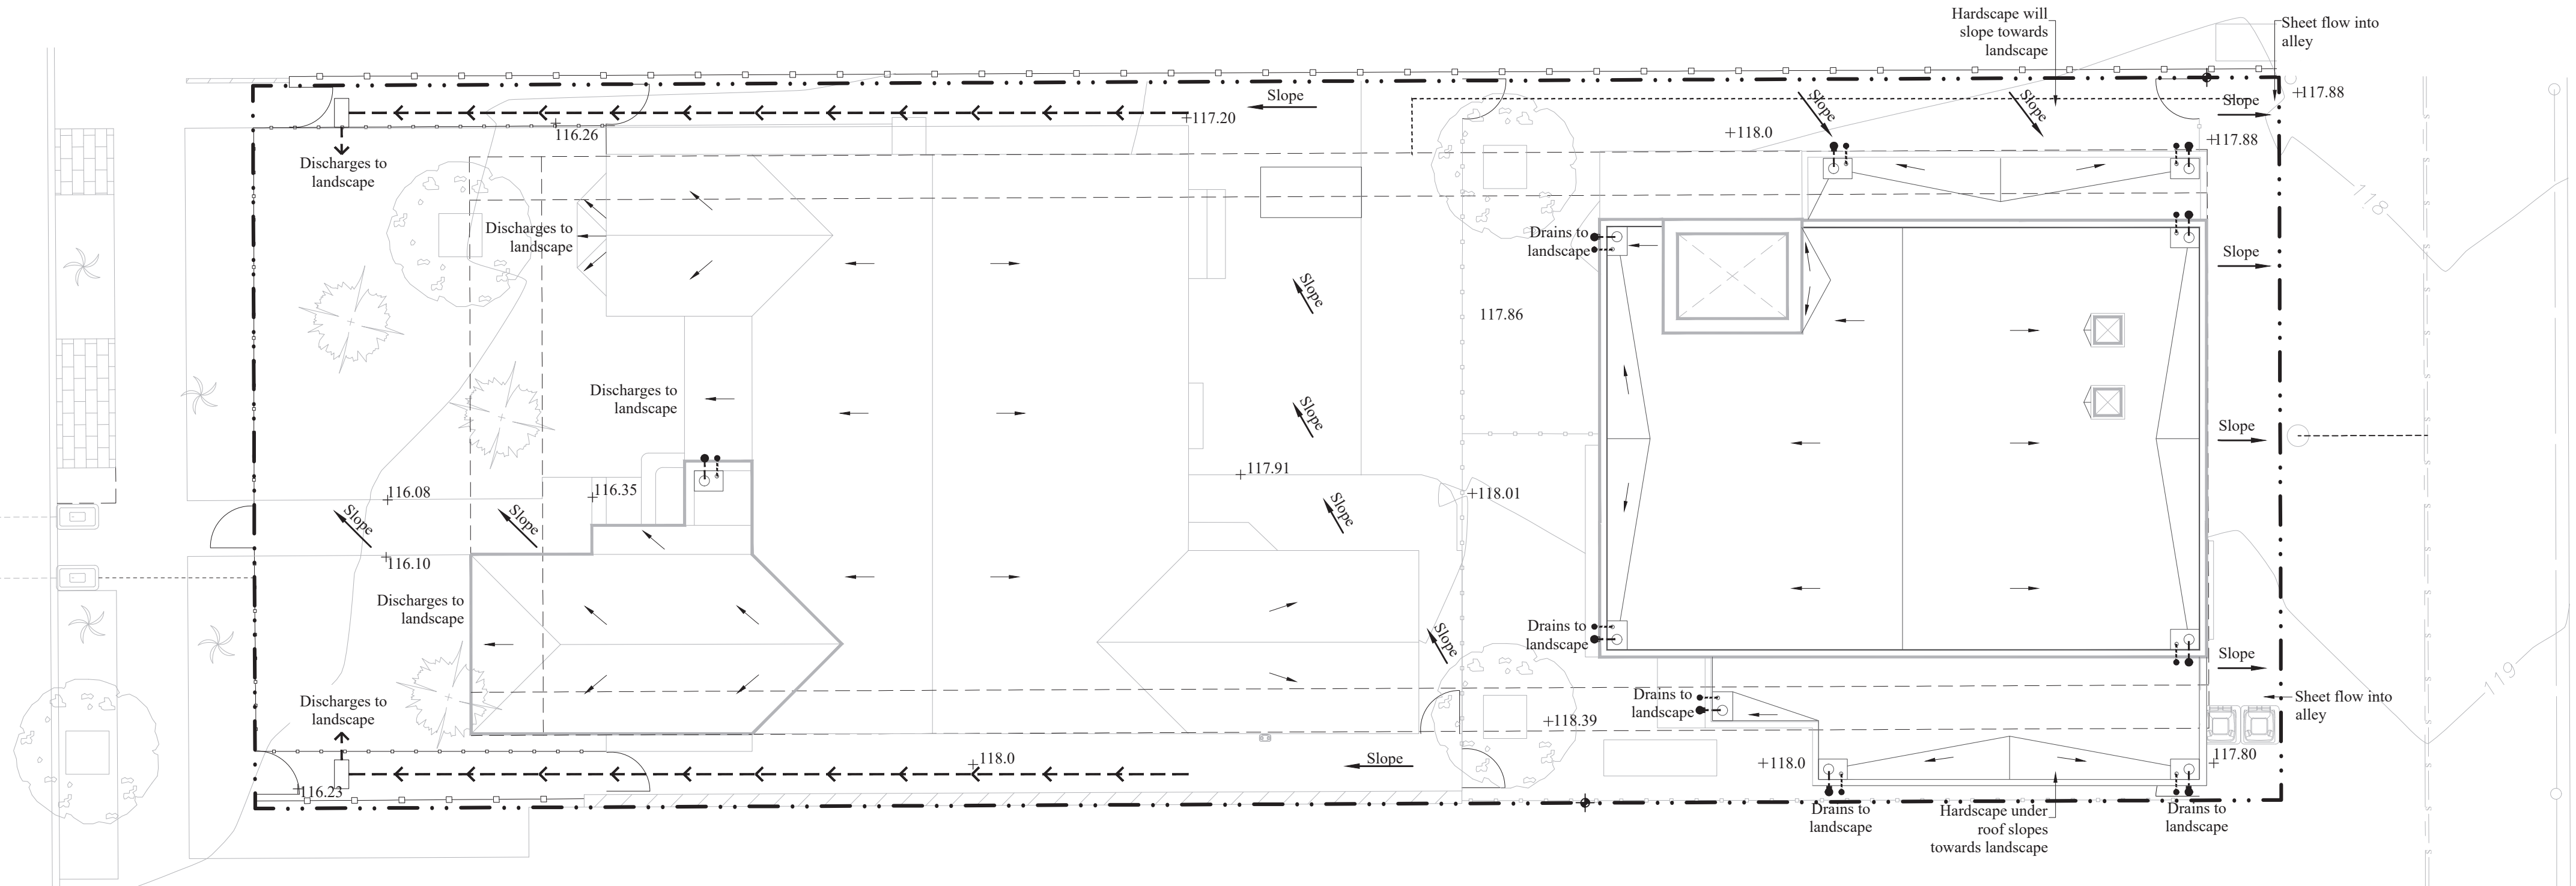 Hardscape will
slope towards
landscape
Sheet flow into
alley
Slope
117.88
Slope
Slope
Slope
117.20
116.26
118.0
117.88
Discharges to
landscape
118
Discharges to
landscape
Drains to
landscape
Slope
Slope
117.86
Discharges to
landscape
Slope
Slope
117.91
116.08
116.35
118.01
Slope
Slope
Slope
116.10
Discharges to
landscape
Drains to
landscape
Slope
Slope
119
Discharges to
landscape
Drains to
landscape
Sheet flow into
alley
118.39
118.0
Slope
118.0
117.80
116.23
Drains to
landscape
Hardscape under
roof slopes
towards landscape
Drains to
landscape